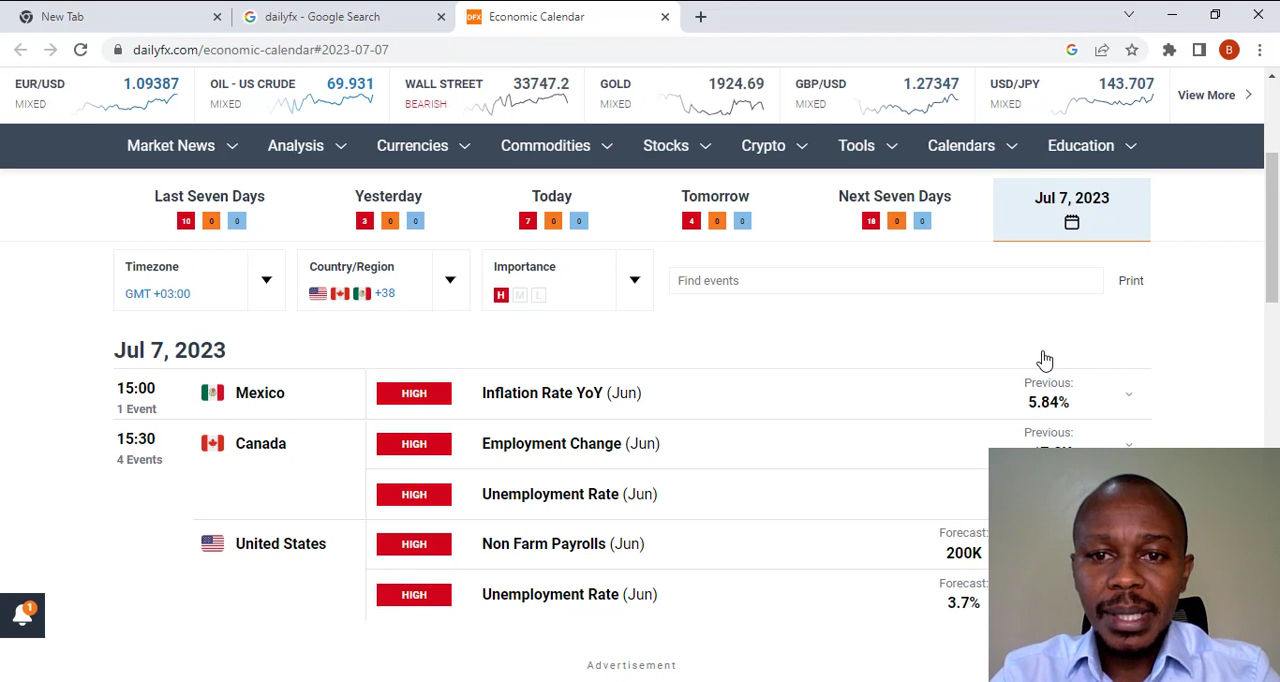 New Tab
dailyfx - Google Search
DFX
Economic Calendar
dailyfx.com/economic-calendar#2023-07-07
B
EUR/USD 1.09387
MIXED
OIL - US CRUDE 69.931
MIXED
WALL STREET 33747.2
BEARISH
GOLD 1924.69
MIXED
GBP/USD 1.27347
MIXED
USD/JPY 143.707
MIXED
View More
Market News Analysis Currencies Commodities Stocks Crypto Tools Calendars Education
Last Seven Days Yesterday Today Tomorrow Next Seven Days Jul 7, 2023
10 0 0 3 0 0 7 0 0 4 0 0 18 0 0
Timezone
GMT +03:00
Country/Region
+38
Importance
H M L
Find events
Print
Jul 7, 2023
15:00 Mexico HIGH Inflation Rate YoY (Jun) Previous:
1 Event 5.84%
15:30 Canada HIGH Employment Change (Jun) Previous:
4 Events
HIGH Unemployment Rate (Jun)
United States HIGH Non Farm Payrolls (Jun) Forecast:
200K
HIGH Unemployment Rate (Jun) Forecast:
3.7%
1
Advertisement